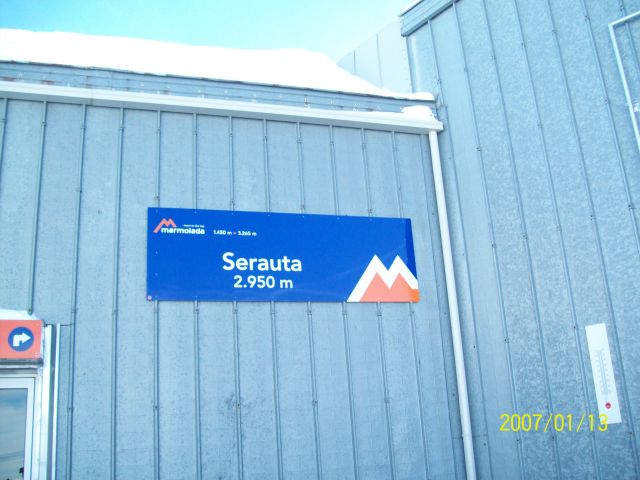 marmolada 1.450 m - 3.265 m
Serauta
2.950 m
2007/01/13